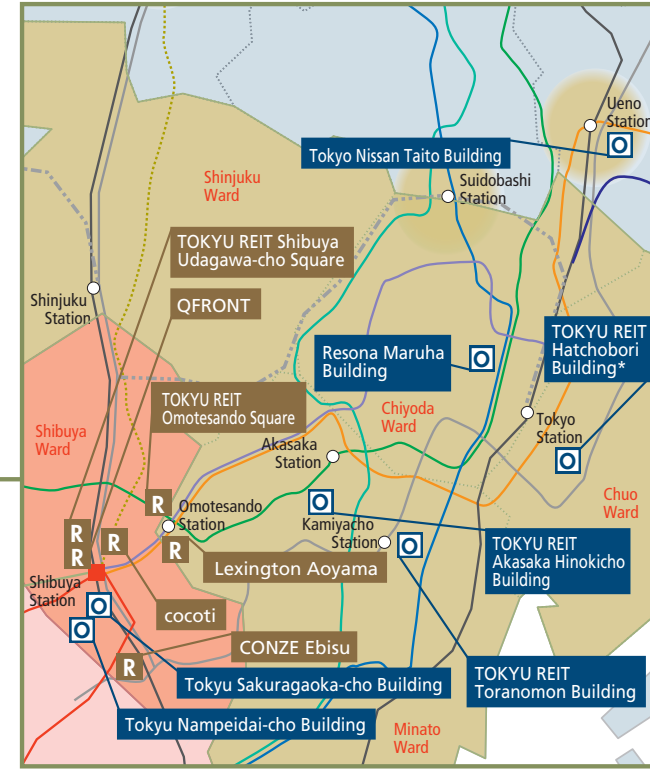 Ueno
Station
O
Tokyo Nissan Taito Building
Suidobashi
Station
Shinjuku
Ward
TOKYU REIT Shibuya
Udagawa-cho Square
QFRONT
Shinjuku
Station
Resona Maruha
Building
O
TOKYU REIT
Hatchobori
Building*
TOKYU REIT
Omotesando Square
Chiyoda
Ward
Shibuya
Ward
Akasaka
Station
Tokyo
Station
O
Chuo
Ward
R
Omotesando
Station
O
Kamiyacho
Station
O
R
R
R
R
TOKYU REIT
Akasaka Hinokicho
Building
Lexington Aoyama
Shibuya
Station
O
O
cocoti
CONZE Ebisu
R
Tokyu Sakuragaoka-cho Building
TOKYU REIT
Toranomon Building
Tokyu Nampeidai-cho Building
Minato
Ward